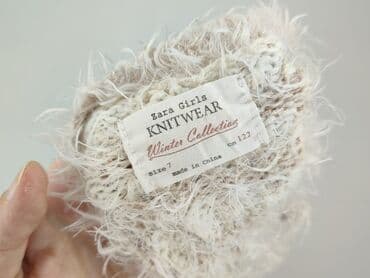 Zara Girls
KNITWEAR
Winter Collection
size 7 cm 122
made in China